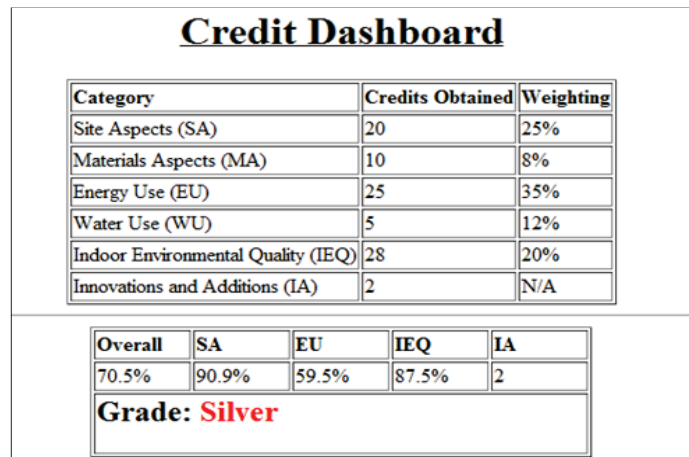 Credit Dashboard
Category Credits Obtained Weighting
Site Aspects (SA) 20 25%
Materials Aspects (MA) 10 8%
Energy Use (EU) 25 35%
Water Use (WU) 5 12%
Indoor Environmental Quality (IEQ) 28 20%
Innovations and Additions (IA) 2 N/A
Overall SA EU IEQ IA
70.5% 90.9% 59.5% 87.5% 2
Grade: Silver